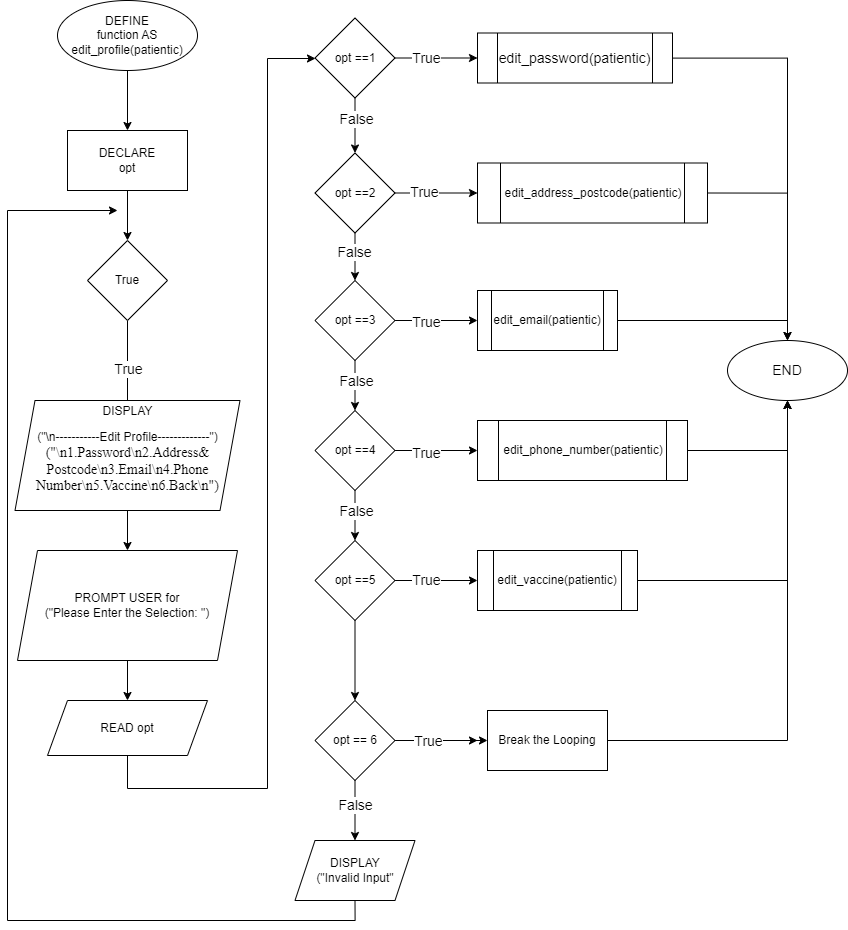 DEFINE
function AS
edit_profile(patientic)
DECLARE
opt
True
True
DISPLAY
("\n-----------Edit Profile-------------")
("\n1.Password\n2.Address&
Postcode\n3.Email\n4.Phone
Number\n5.Vaccine\n6.Back\n")
PROMPT USER for
("Please Enter the Selection: ")
READ opt
opt ==1
True
edit_password(patientic)
False
opt ==2
True
edit_address_postcode(patientic)
False
opt ==3
True
edit_email(patientic)
False
opt ==4
True
edit_phone_number(patientic)
False
opt ==5
True
edit_vaccine(patientic)
opt == 6
True
Break the Looping
False
DISPLAY
("Invalid Input"
END